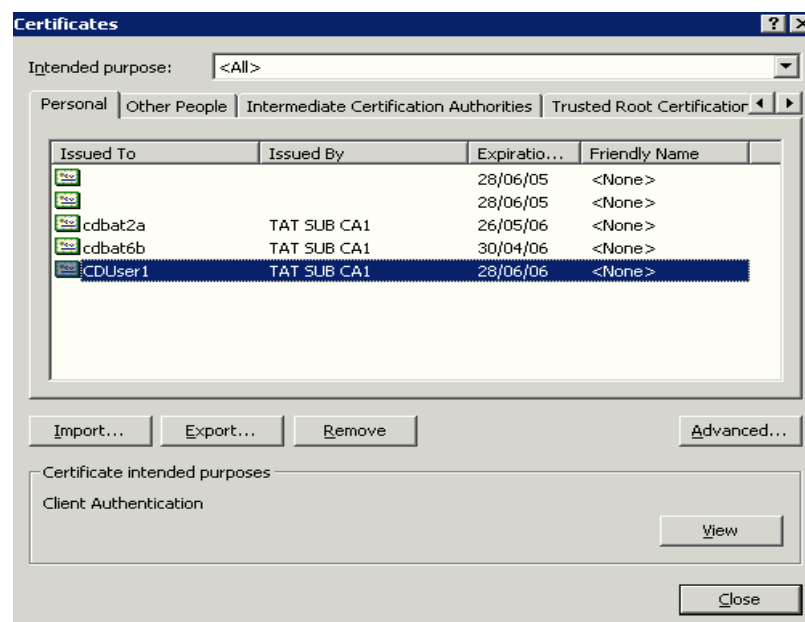 Certificates
Intended purpose: <All>
Personal Other People Intermediate Certification Authorities Trusted Root Certification
Issued To Issued By Expiratio... Friendly Name
28/06/05 <None>
28/06/05 <None>
cdbat2a TAT SUB CA1 26/05/06 <None>
cdbat6b TAT SUB CA1 30/04/06 <None>
CDUser1 TAT SUB CA1 28/06/06 <None>
Import... Export... Remove Advanced...
Certificate intended purposes
Client Authentication
View
Close